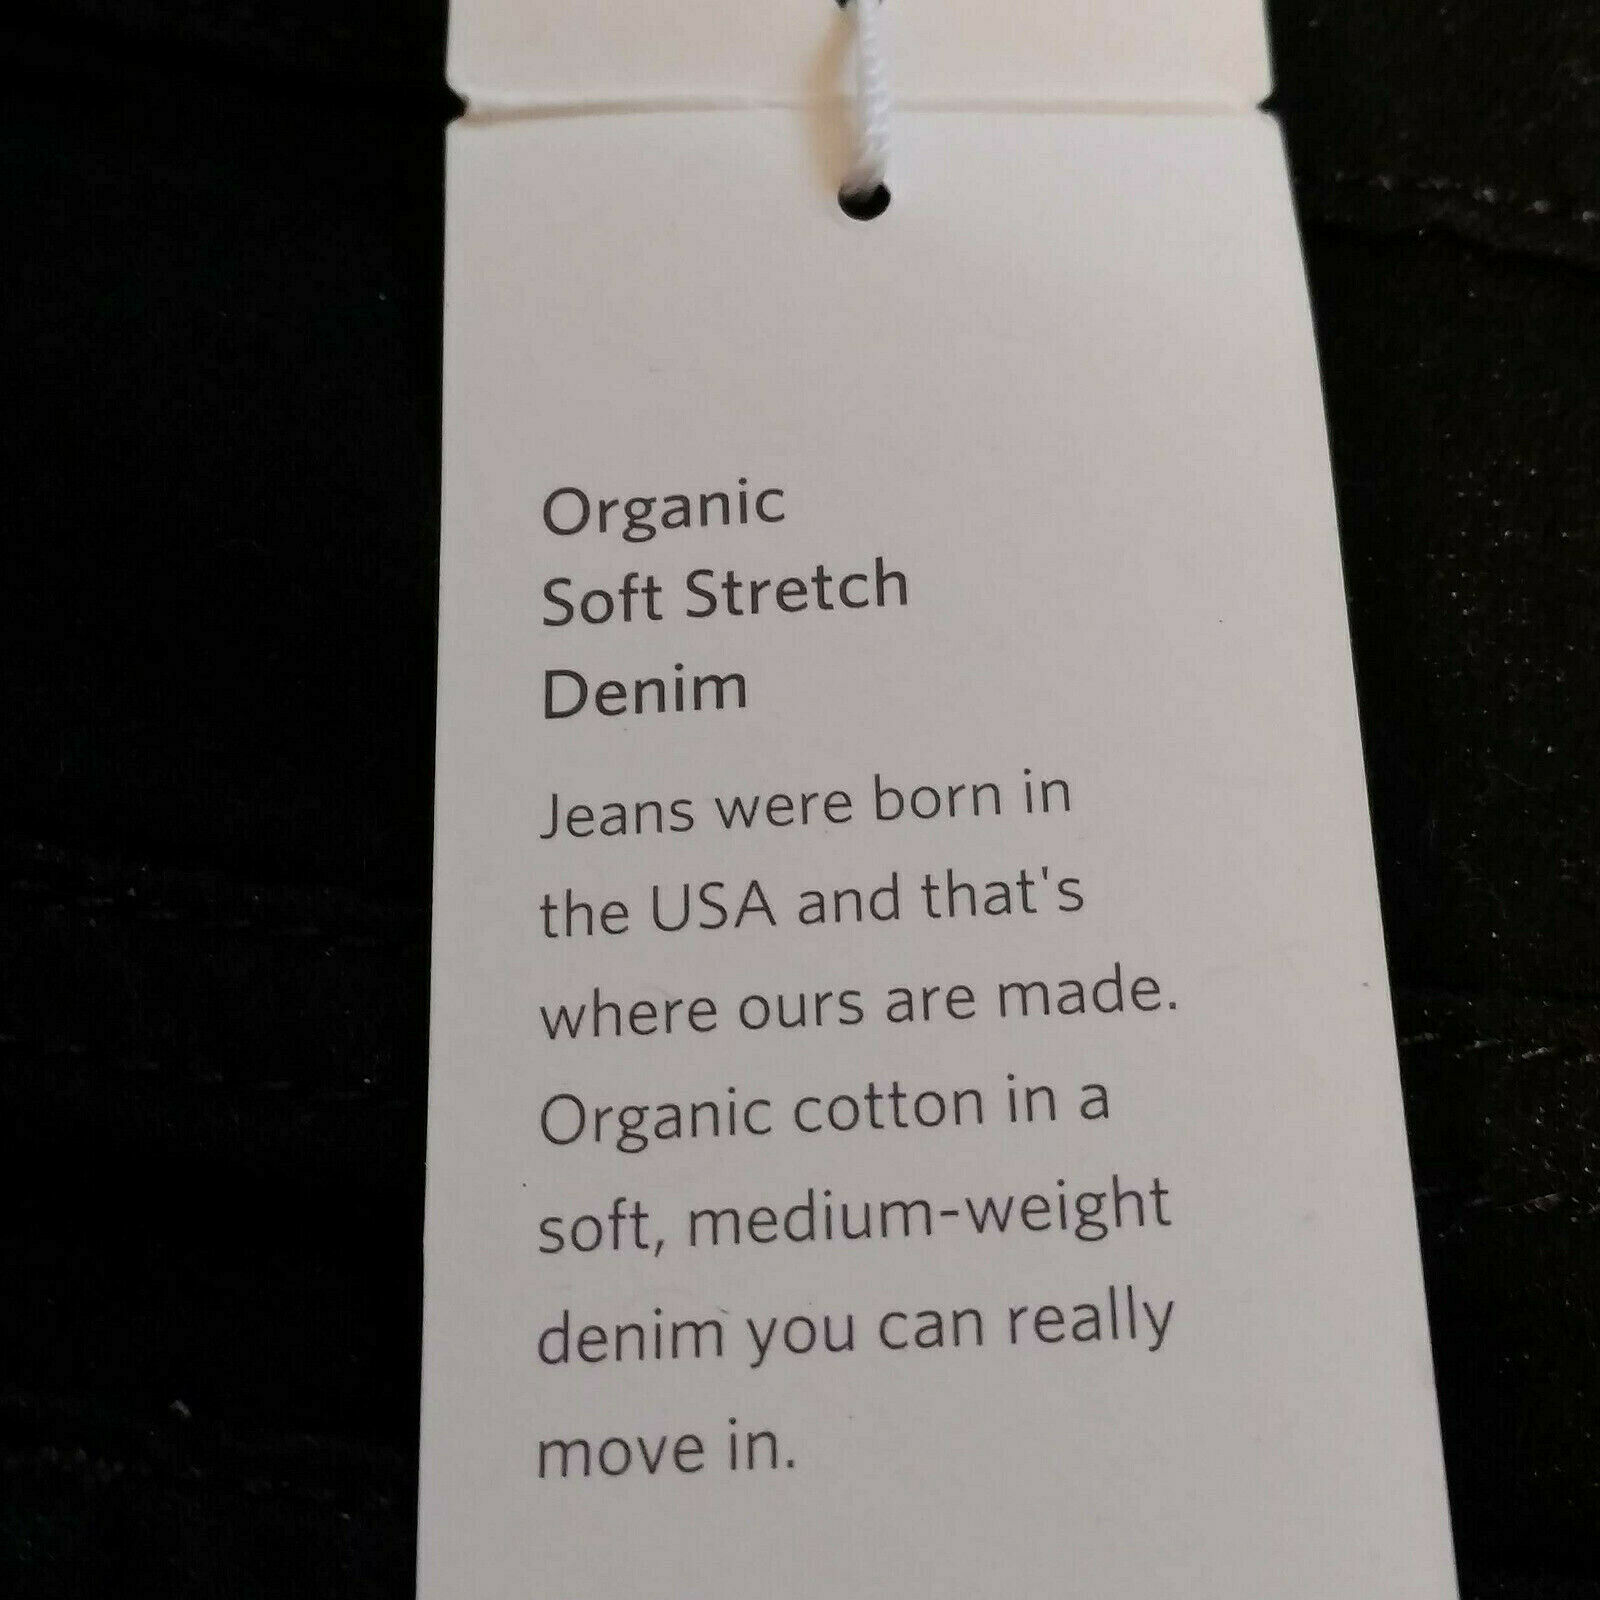 Organic
Soft Stretch
Denim
Jeans were born in
the USA and that's
where ours are made.
Organic cotton in a
soft, medium-weight
denim you can really
move in.